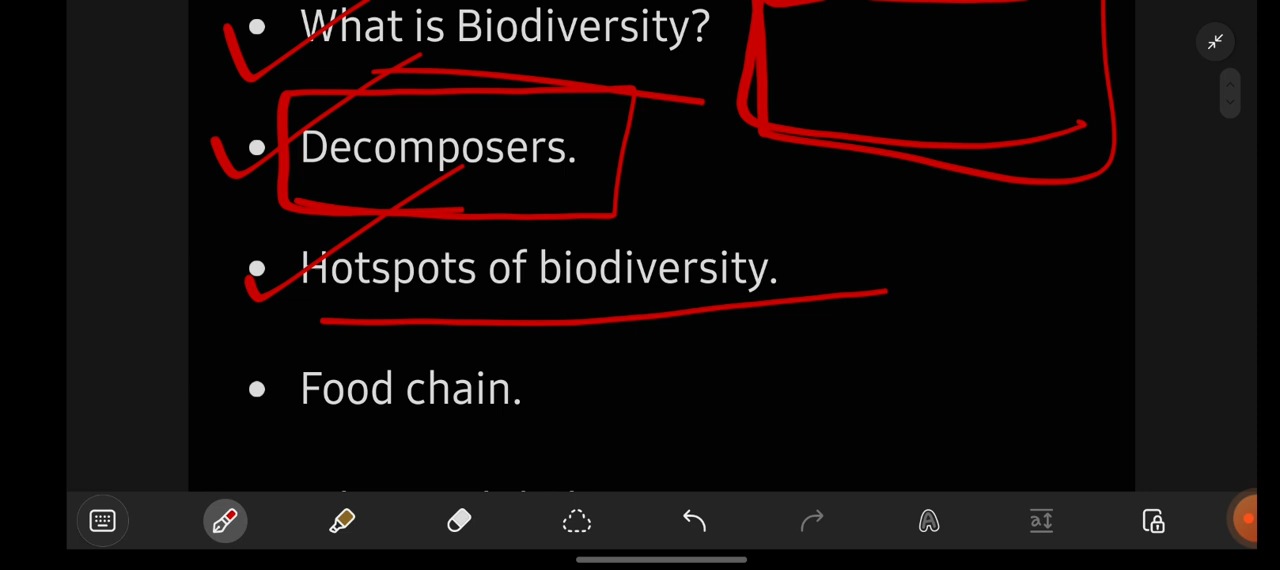 • What is Biodiversity?
• Decomposers.
• Hotspots of biodiversity.
• Food chain.